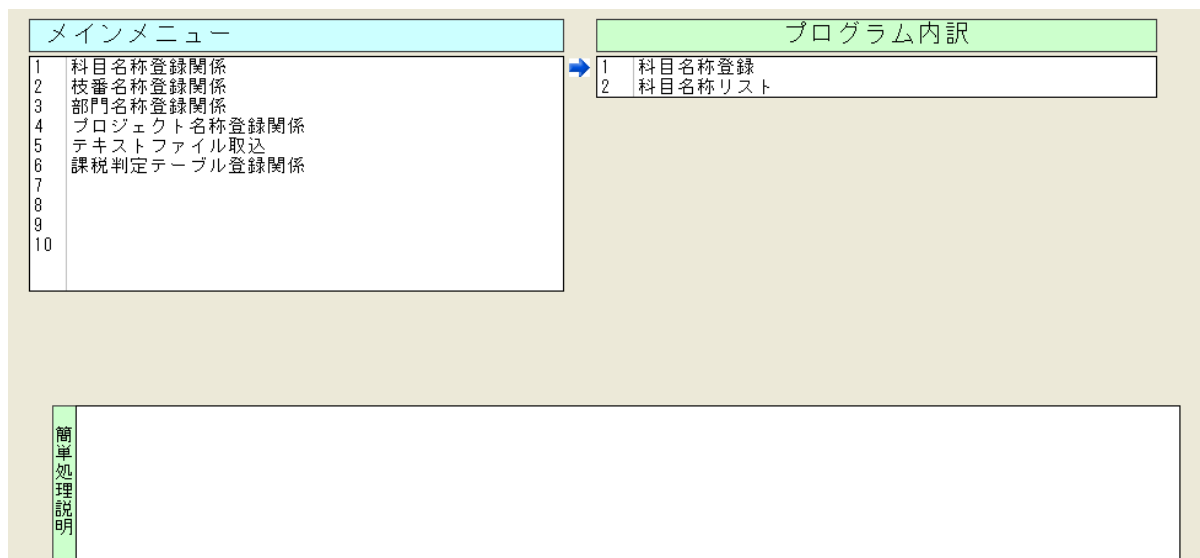 メインメニュー
1 科目名称登録関係
2 枝番名称登録関係
3 部門名称登録関係
4 プロジェクト名称登録関係
5 テキストファイル取込
6 課税判定テーブル登録関係
7
8
9
10
プログラム内訳
1 科目名称登録
2 科目名称リスト
簡単処理説明